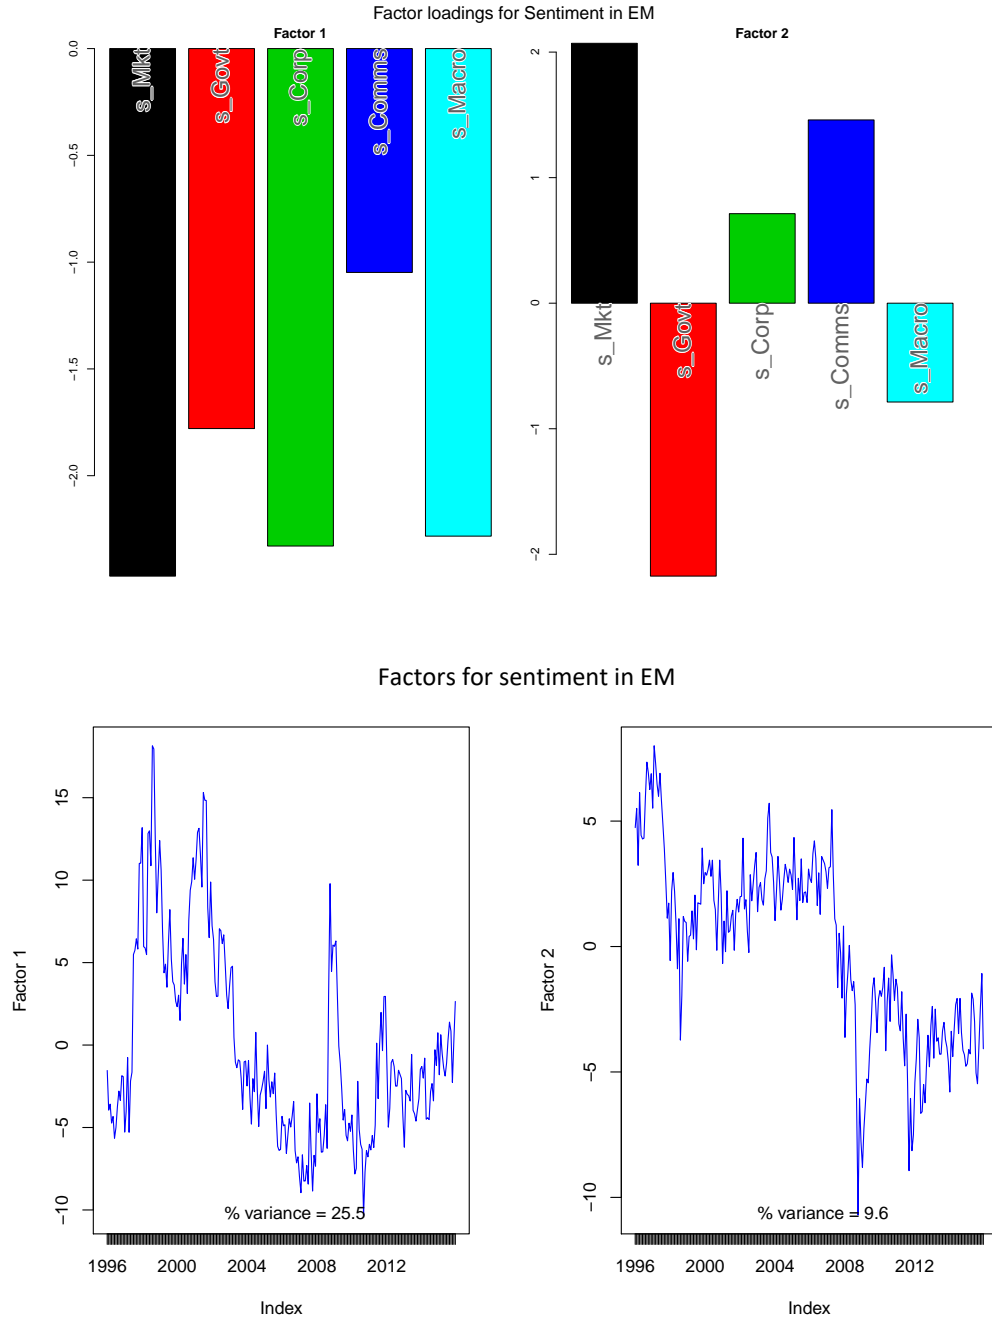 Factor loadings for Sentiment in EM
Factor 1
Factor 2
0.0
−0.5
−1.0
−1.5
−2.0
s_Mkt
s_Govt
s_Corp
s_Comms
s_Macro
2
1
0
−1
−2
s_Mkt
s_Govt
s_Corp
s_Comms
s_Macro
Factors for sentiment in EM
Factor 1
15
10
5
0
−5
−10
% variance = 25.5
1996 2000 2004 2008 2012
Index
Factor 2
5
0
−5
−10
% variance = 9.6
1996 2000 2004 2008 2012
Index